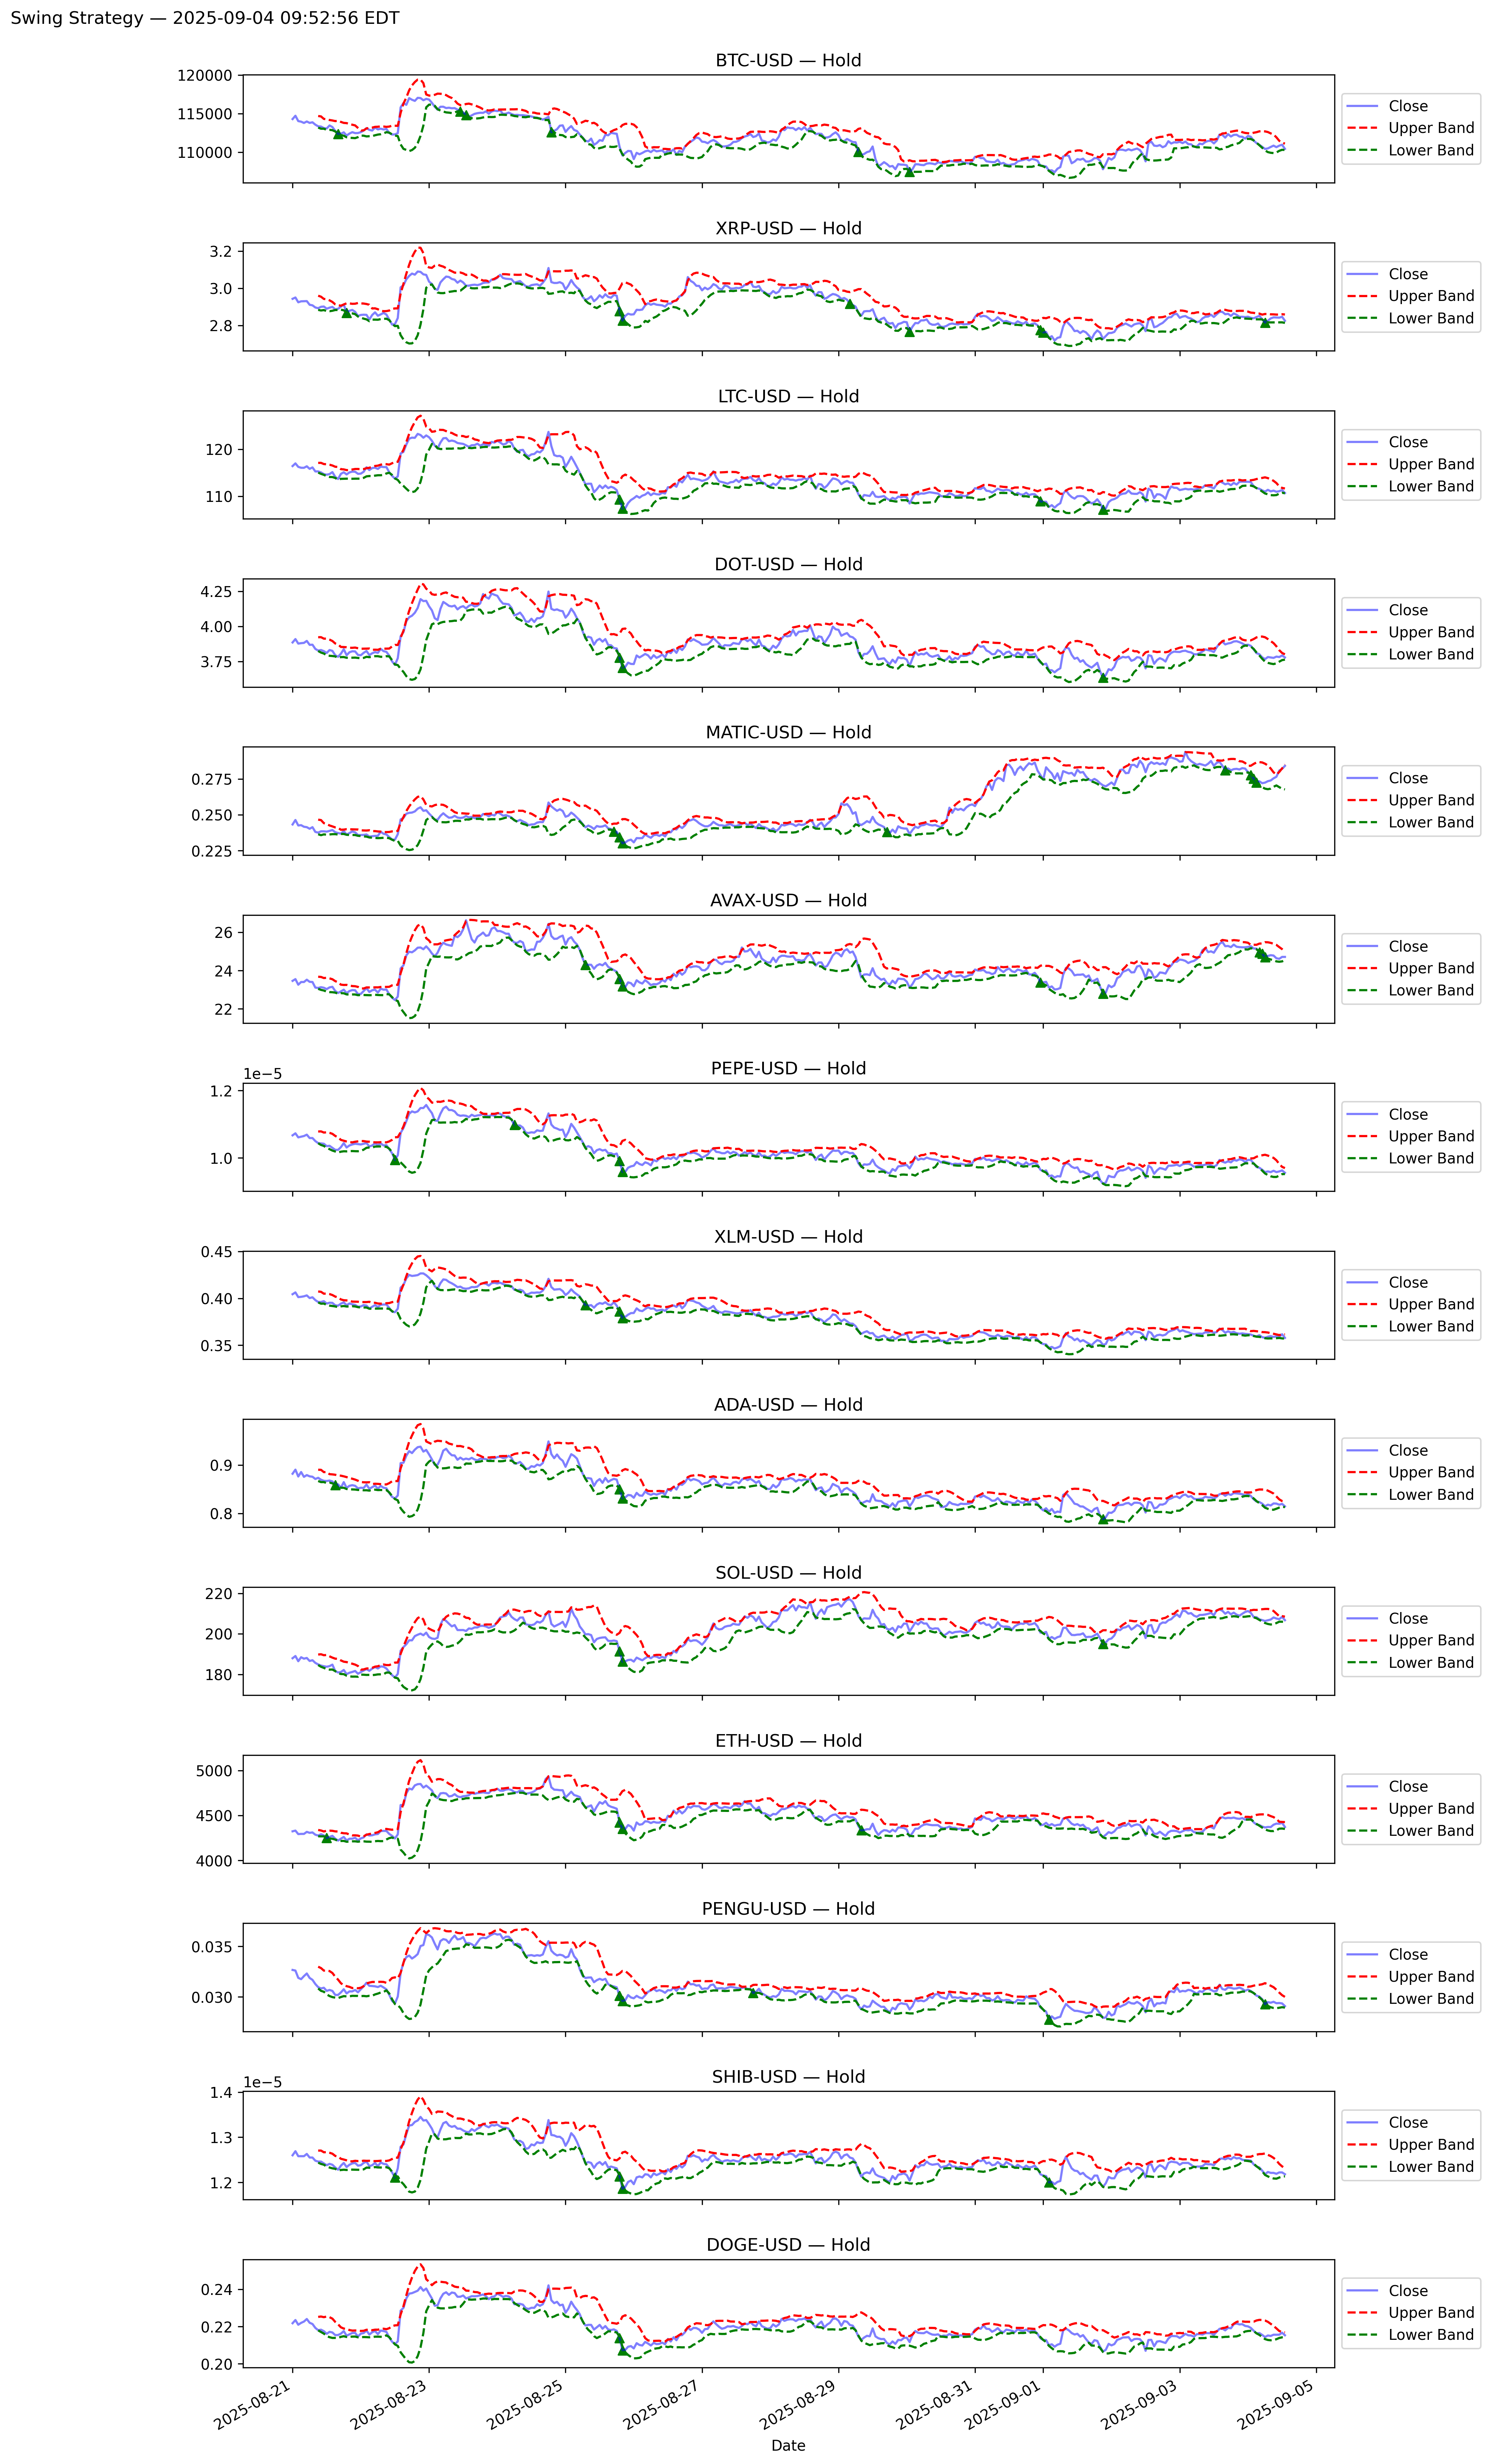 Swing Strategy — 2025-09-04 09:52:56 EDT
BTC-USD — Hold
120000
115000
110000
Close
Upper Band
Lower Band
XRP-USD — Hold
3.2
3.0
2.8
Close
Upper Band
Lower Band
LTC-USD — Hold
120
110
Close
Upper Band
Lower Band
DOT-USD — Hold
4.25
4.00
3.75
Close
Upper Band
Lower Band
MATIC-USD — Hold
0.275
0.250
0.225
Close
Upper Band
Lower Band
AVAX-USD — Hold
26
24
22
Close
Upper Band
Lower Band
PEPE-USD — Hold
1e−5
1.2
1.0
Close
Upper Band
Lower Band
XLM-USD — Hold
0.45
0.40
0.35
Close
Upper Band
Lower Band
ADA-USD — Hold
0.9
0.8
Close
Upper Band
Lower Band
SOL-USD — Hold
220
200
180
Close
Upper Band
Lower Band
ETH-USD — Hold
5000
4500
4000
Close
Upper Band
Lower Band
PENGU-USD — Hold
0.035
0.030
Close
Upper Band
Lower Band
SHIB-USD — Hold
1e−5
1.4
1.3
1.2
Close
Upper Band
Lower Band
DOGE-USD — Hold
0.24
0.22
0.20
Close
Upper Band
Lower Band
2025-08-21
2025-08-23
2025-08-25
2025-08-27
2025-08-29
2025-08-31
2025-09-01
2025-09-03
2025-09-05
Date